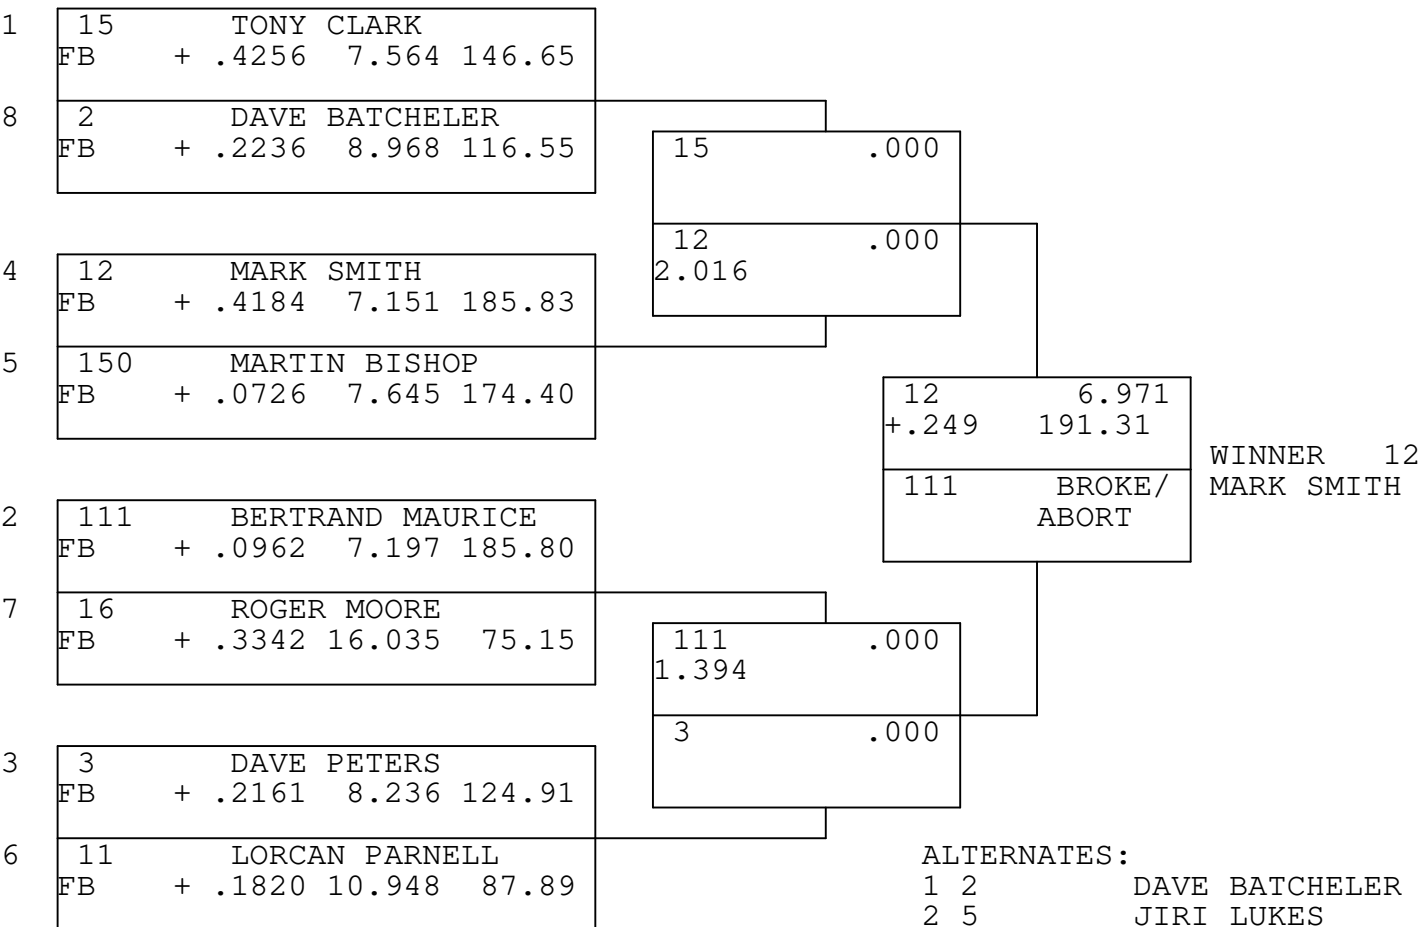 1 15 TONY CLARK
FB + .4256 7.564 146.65
8 2 DAVE BATCHELER
FB + .2236 8.968 116.55
15 .000
12 .000
2.016
4 12 MARK SMITH
FB + .4184 7.151 185.83
5 150 MARTIN BISHOP
FB + .0726 7.645 174.40
12 6.971
+.249 191.31
111 BROKE/
ABORT
WINNER 12
MARK SMITH
2 111 BERTRAND MAURICE
FB + .0962 7.197 185.80
7 16 ROGER MOORE
FB + .3342 16.035 75.15
111 .000
1.394
3 .000
3 3 DAVE PETERS
FB + .2161 8.236 124.91
6 11 LORCAN PARNELL
FB + .1820 10.948 87.89
ALTERNATES:
1 2 DAVE BATCHELER
2 5 JIRI LUKES